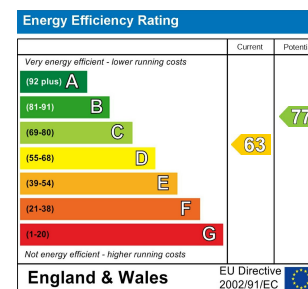 Energy Efficiency Rating
Current Potenti
Very energy efficient - lower running costs
(92 plus) A
(81-91) B
(69-80) C
(55-68) D
(39-54) E
(21-38) F
(1-20) G
63
77
Not energy efficient - higher running costs
England & Wales
EU Directive
2002/91/EC